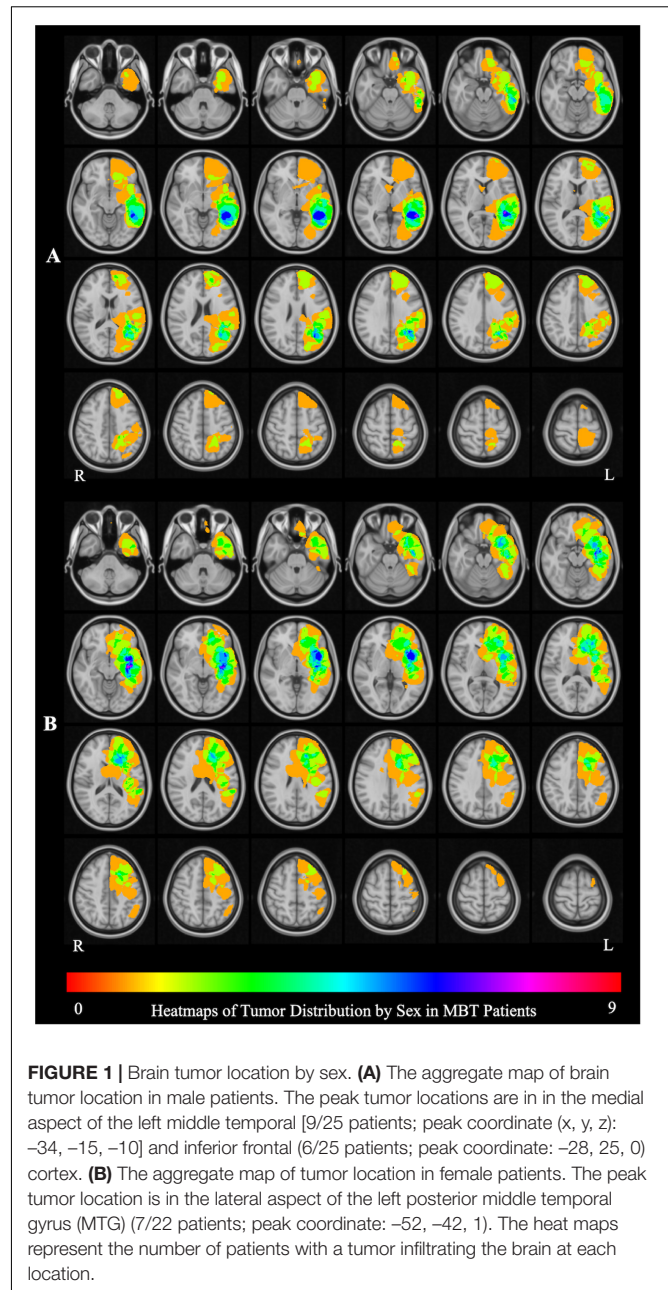 A
R
L
B
R
L
0
Heatmaps of Tumor Distribution by Sex in MBT Patients
9
FIGURE 1 | Brain tumor location by sex. (A) The aggregate map of brain
tumor location in male patients. The peak tumor locations are in in the medial
aspect of the left middle temporal [9/25 patients; peak coordinate (x, y, z):
–34, –15, –10] and inferior frontal (6/25 patients; peak coordinate: –28, 25, 0)
cortex. (B) The aggregate map of tumor location in female patients. The peak
tumor location is in the lateral aspect of the left posterior middle temporal
gyrus (MTG) (7/22 patients; peak coordinate: –52, –42, 1). The heat maps
represent the number of patients with a tumor infiltrating the brain at each
location.